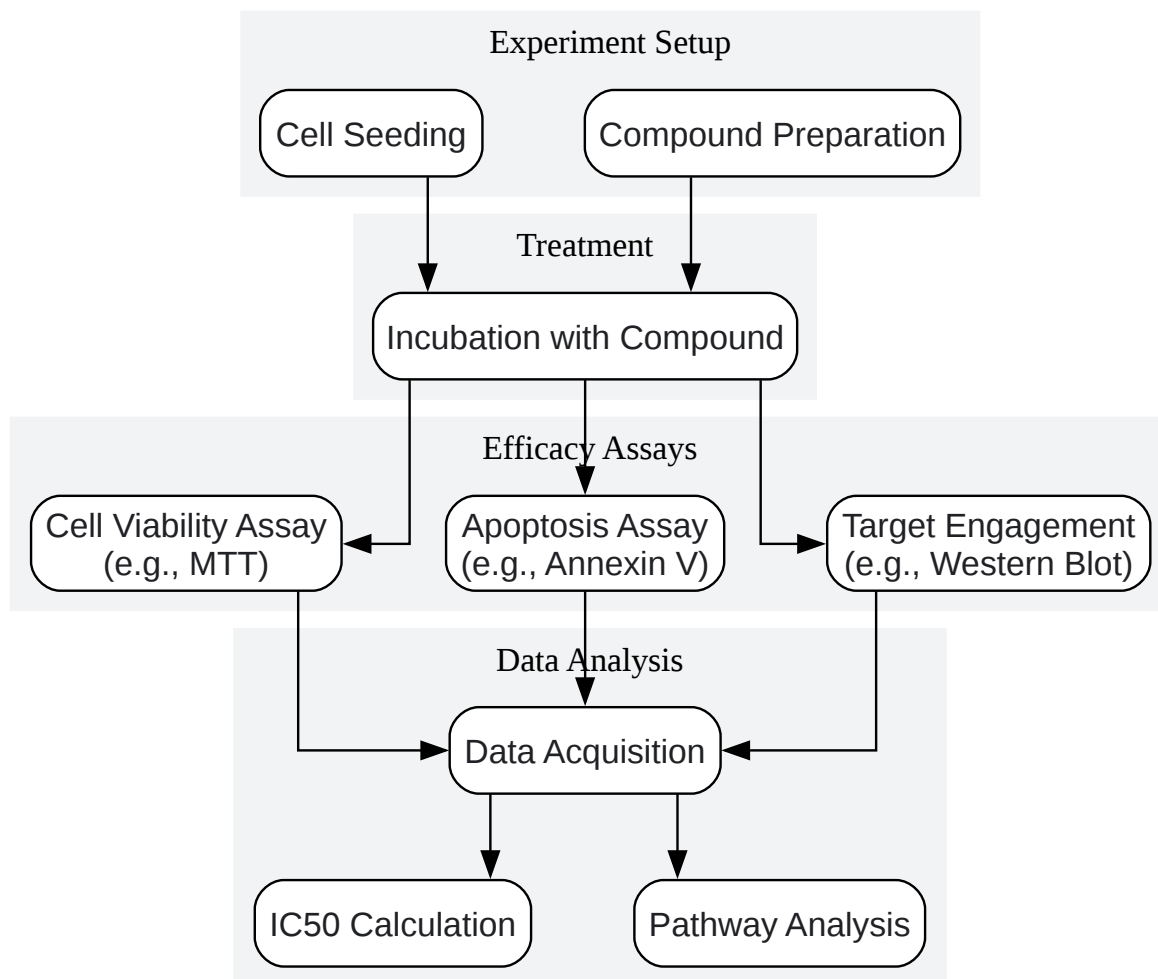 Experiment Setup
Cell Seeding
Compound Preparation
Treatment
Incubation with Compound
Efficacy Assays
Cell Viability Assay
(e.g., MTT)
Apoptosis Assay
(e.g., Annexin V)
Target Engagement
(e.g., Western Blot)
Data Analysis
Data Acquisition
IC50 Calculation
Pathway Analysis